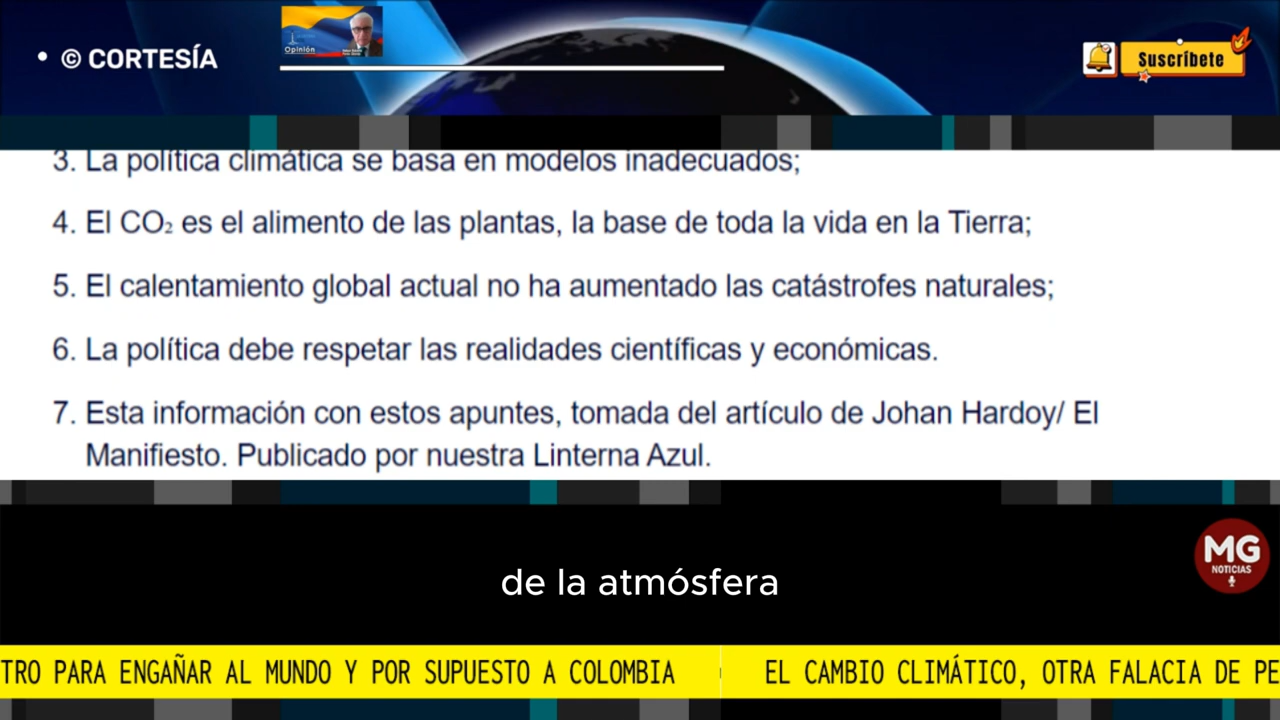 • © CORTESÍA
Opinión
Suscríbete
3. La política climática se basa en modelos inadecuados;
4. El CO₂ es el alimento de las plantas, la base de toda la vida en la Tierra;
5. El calentamiento global actual no ha aumentado las catástrofes naturales;
6. La política debe respetar las realidades científicas y económicas.
7. Esta información con estos apuntes, tomada del artículo de Johan Hardoy/ El
Manifiesto. Publicado por nuestra Linterna Azul.
MG
NOTICIAS
de la atmósfera
TRO PARA ENGAÑAR AL MUNDO Y POR SUPUESTO A COLOMBIA EL CAMBIO CLIMÁTICO, OTRA FALACIA DE PE